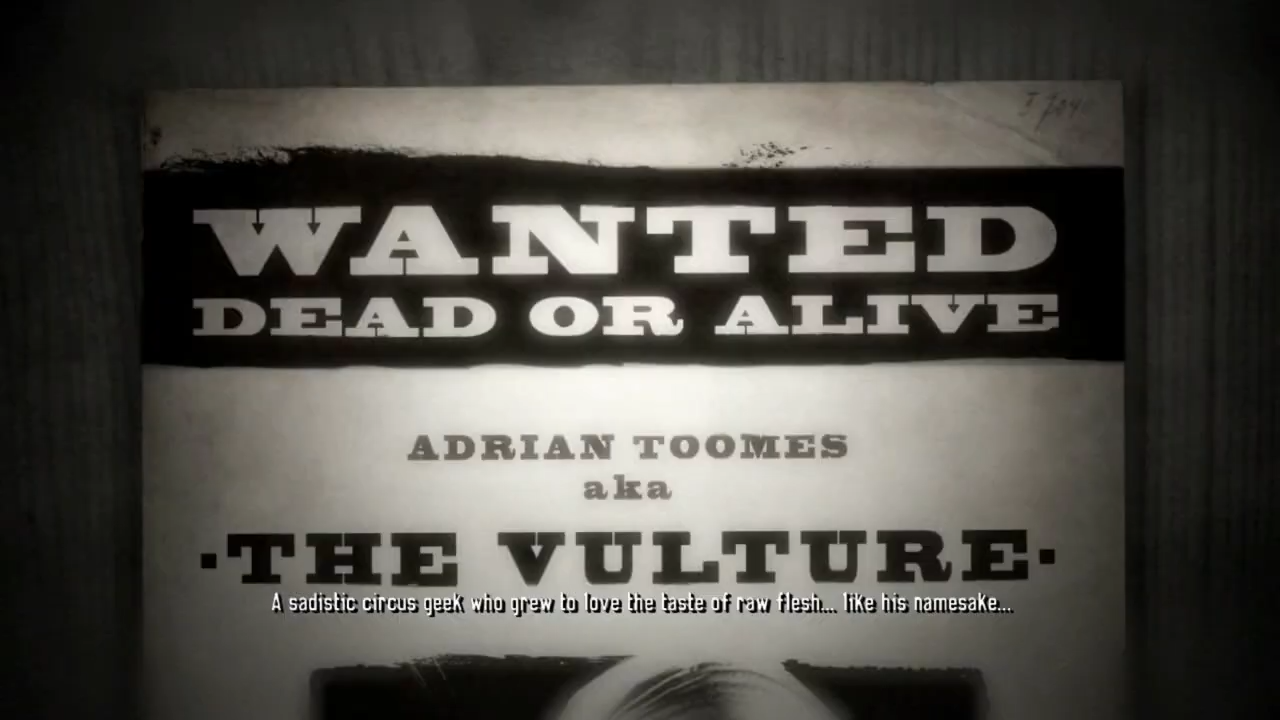 WANTED
DEAD OR ALIVE
ADRIAN TOOMES
aka
·THE VULTURE·
A sadistic circus geek who grew to love the taste of raw flesh... like his namesake...